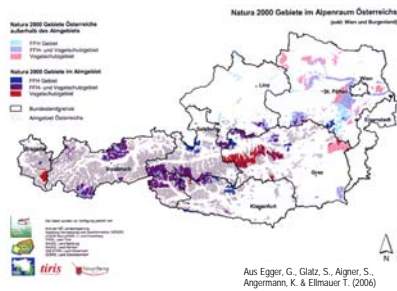 Natura 2000 Gebiete im Alpenraum Österreichs
(exkl. Wien und Burgenland)
Natura 2000 Gebiete Österreichs
außerhalb des Almgebiets
FFH Gebiet
FFH- und Vogelschutzgebiet
Vogelschutzgebiet
Natura 2000 Gebiete im Almgebiet
FFH Gebiet
FFH- und Vogelschutzgebiet
Vogelschutzgebiet
Bundesländergrenze
Almgebiet Österreichs
Linz
St. Pölten
Wien
Eisenstadt
Salzburg
Bregenz
Innsbruck
Graz
Klagenfurt
tiris
N
Aus Egger, G., Glatz, S., Aigner, S.,
Angermann, K. & Ellmauer T. (2006)